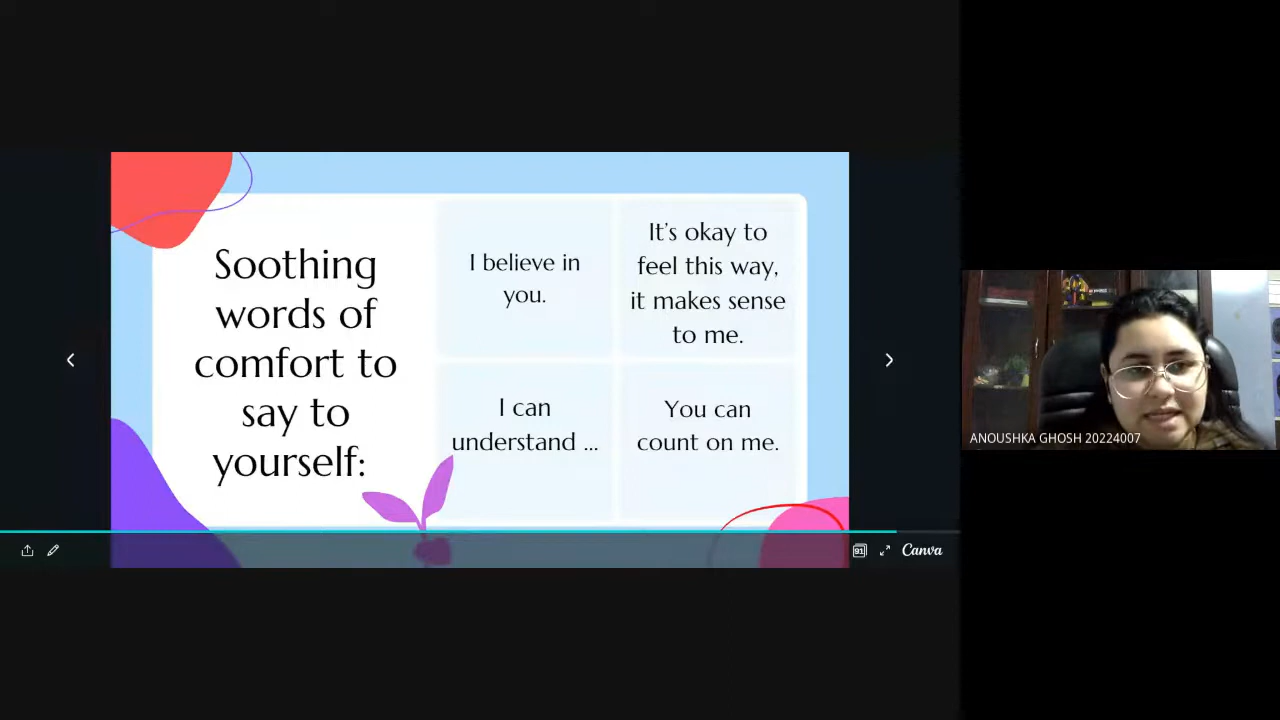 Soothing
words of
comfort to
say to
yourself:
I believe in
you.
It's okay to
feel this way,
it makes sense
to me.
I can
understand ...
You can
count on me.
ANOUSHKA GHOSH 20224007
91
Canva